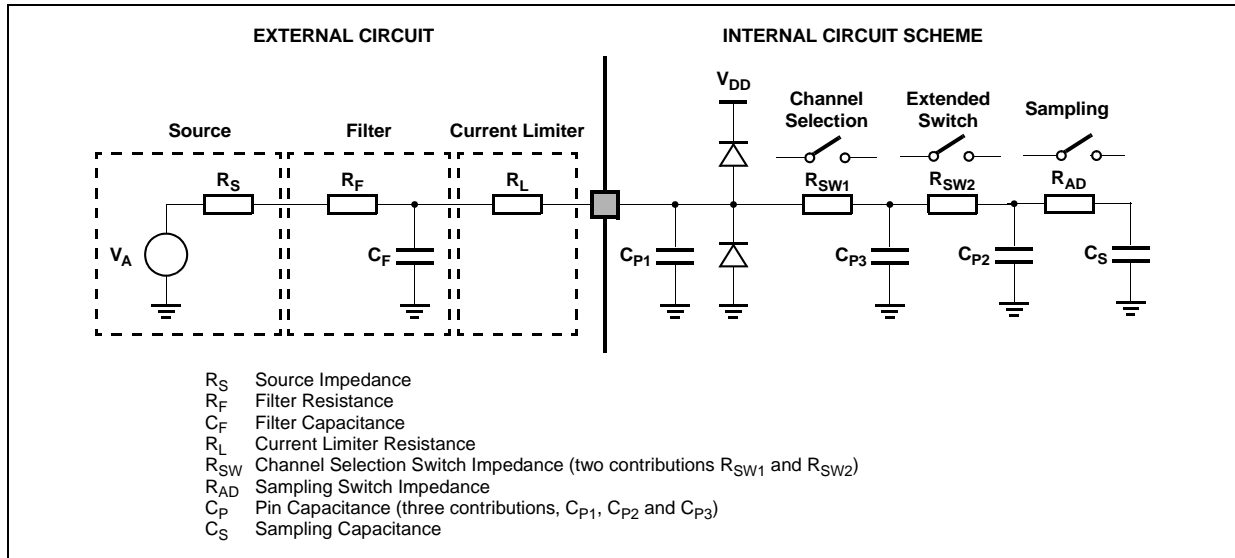 EXTERNAL CIRCUIT
INTERNAL CIRCUIT SCHEME
Source
Filter
Current Limiter
VDD
Channel
Selection
Extended
Switch
Sampling
RS
RF
RL
RSW1
RSW2
RAD
VA
CF
CP1
CP3
CP2
CS
RS Source Impedance
RF Filter Resistance
CF Filter Capacitance
RL Current Limiter Resistance
RSW Channel Selection Switch Impedance (two contributions RSW1 and RSW2)
RAD Sampling Switch Impedance
CP Pin Capacitance (three contributions, CP1, CP2 and CP3)
CS Sampling Capacitance